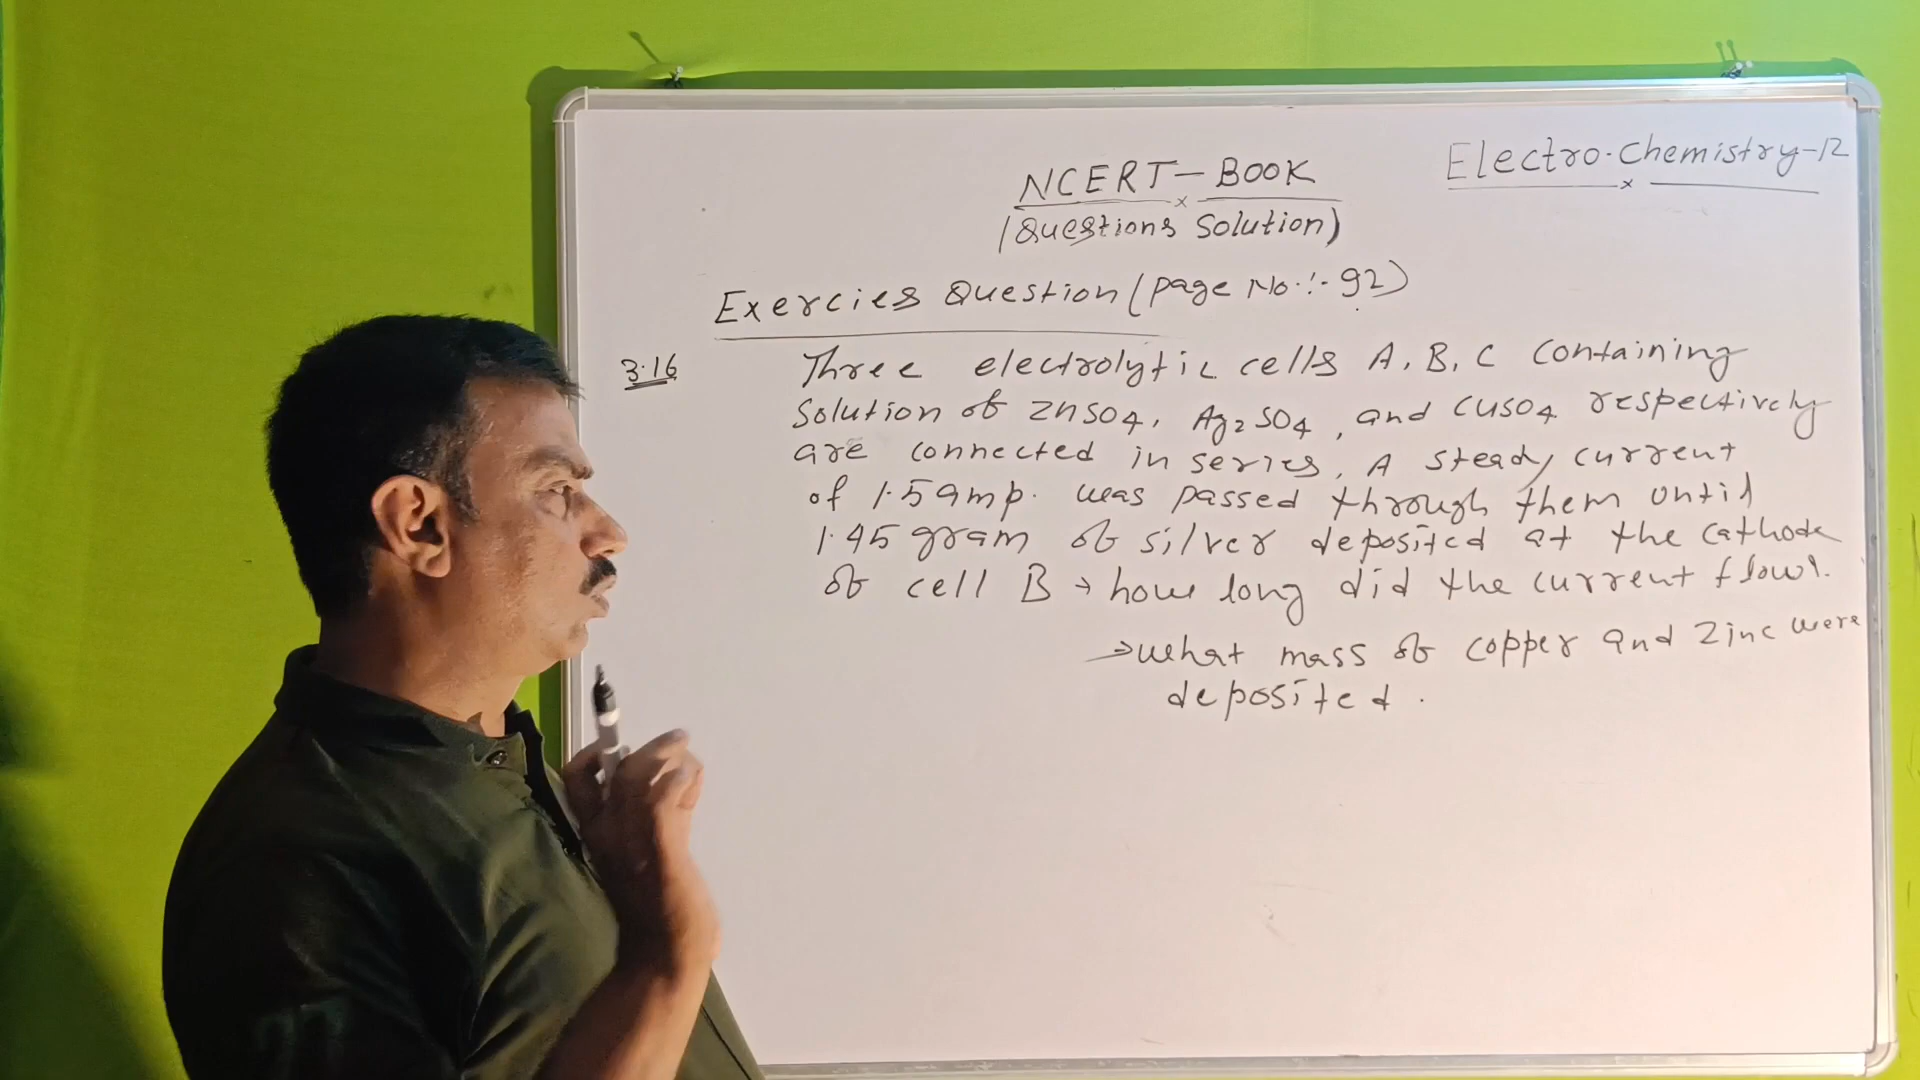 NCERT - BOOK
Electro-Chemistry-12
(Questions Solution)
Exercies Question (page No.:- 92)
3.16 Three electrolytic cells A, B, C containing
solution of ZnSO4, Ag2SO4, and CuSO4 respectively
are connected in series, A steady current
of 1.5 amp. was passed through them until
1.45 gram of silver deposited at the cathode
of cell B → how long did the current flow?
→ what mass of copper and zinc were
deposited.